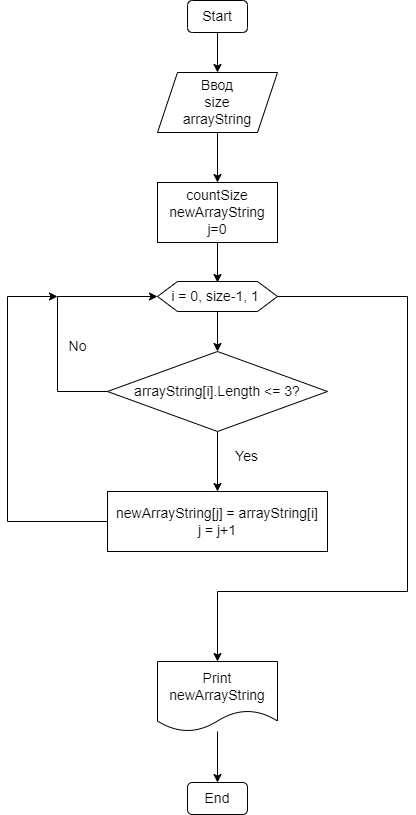 Start
Ввод
size
arrayString
countSize
newArrayString
j=0
i = 0, size-1, 1
No
arrayString[i].Length <= 3?
Yes
newArrayString[j] = arrayString[i]
j = j+1
Print
newArrayString
End